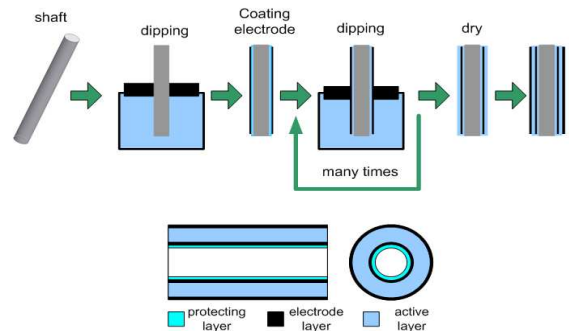 shaft
dipping
Coating
electrode
dipping
dry
many times
protecting
layer
electrode
layer
active
layer